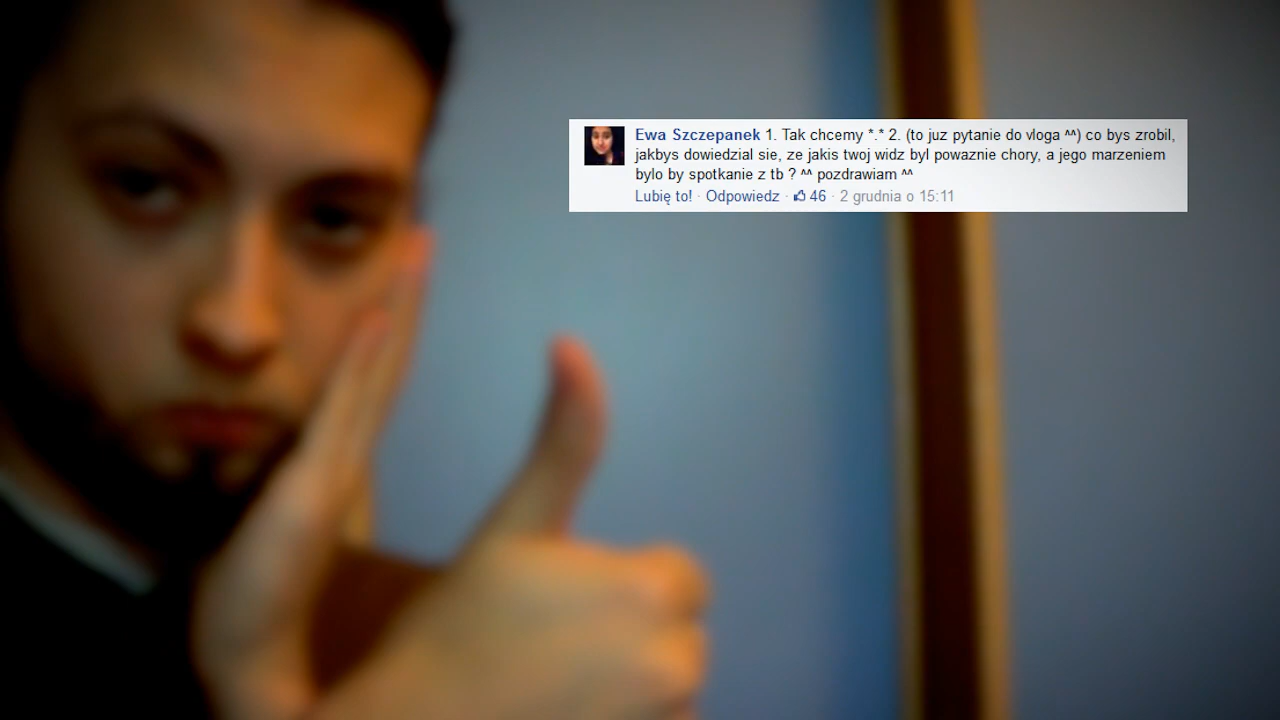 Ewa Szczepanek 1. Tak chcemy *.* 2. (to juz pytanie do vloga ^^) co bys zrobil,
jakbys dowiedzial sie, ze jakis twoj widz byl powaznie chory, a jego marzeniem
bylo by spotkanie z tb ? ^^ pozdrawiam ^^
Lubię to! · Odpowiedz · 46 · 2 grudnia o 15:11